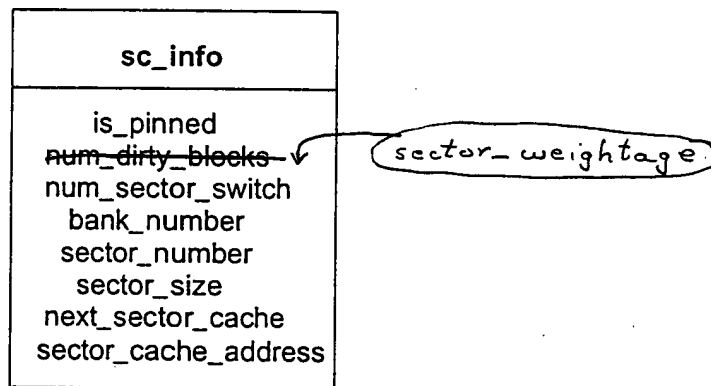 sc_info
is_pinned
num_dirty_blocks
sector_weightage
num_sector_switch
bank_number
sector_number
sector_size
next_sector_cache
sector_cache_address